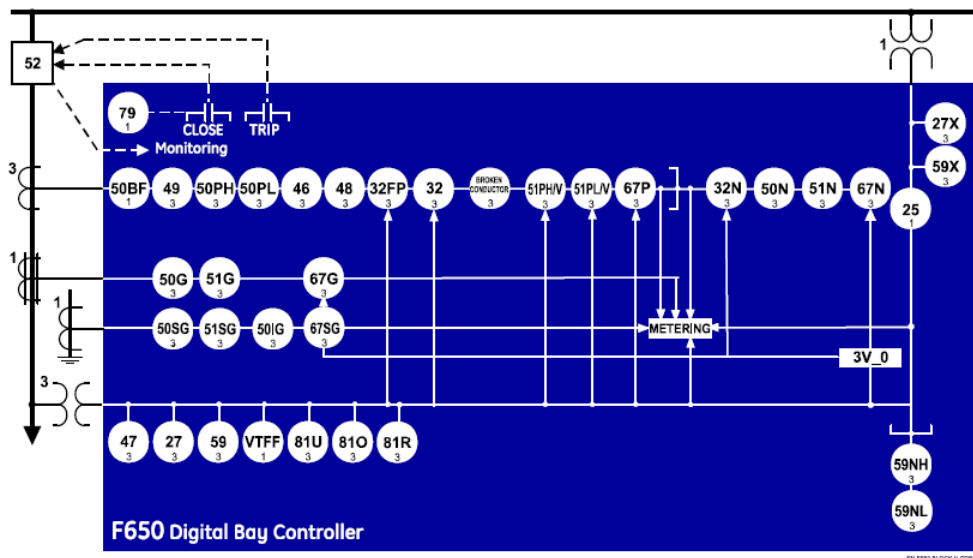 1
52
79
1
CLOSE
TRIP
Monitoring
27X
3
59X
3
3
50BF
1
49
3
50PH
3
50PL
3
46
3
48
3
32FP
3
32
3
BROKEN
CONDUCTOR
3
51PH/V
3
51PL/V
3
67P
3
32N
3
50N
3
51N
3
67N
3
25
1
1
50G
3
51G
3
67G
3
1
50SG
3
51SG
3
50IG
3
67SG
3
METERING
3V_0
3
47
3
27
3
59
3
VTFF
1
81U
3
81O
3
81R
3
59NH
3
59NL
3
F650 Digital Bay Controller